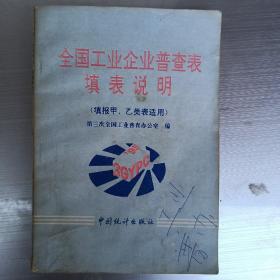 全国工业企业普查表
填表说明
(填报甲、乙类表适用)
第三次全国工业普查办公室 编
3GYPC
中国统计出版社